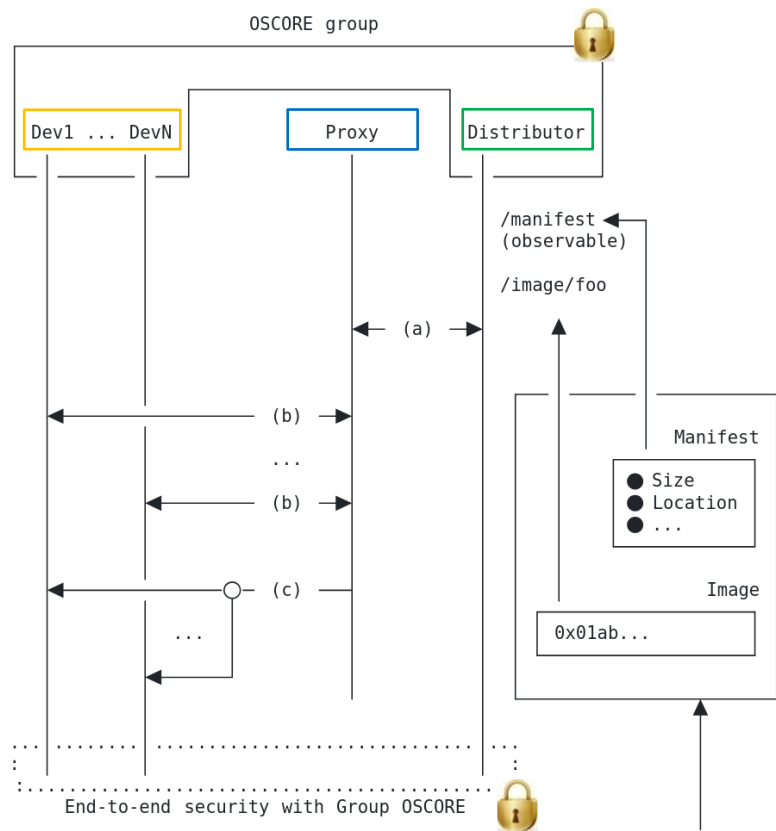 OSCORE group
Dev1 ... DevN
Proxy
Distributor
/manifest
(observable)
/image/foo
(a)
(b)
Manifest
...
Size
Location
...
(b)
(c)
Image
...
0x01ab...
End-to-end security with Group OSCORE